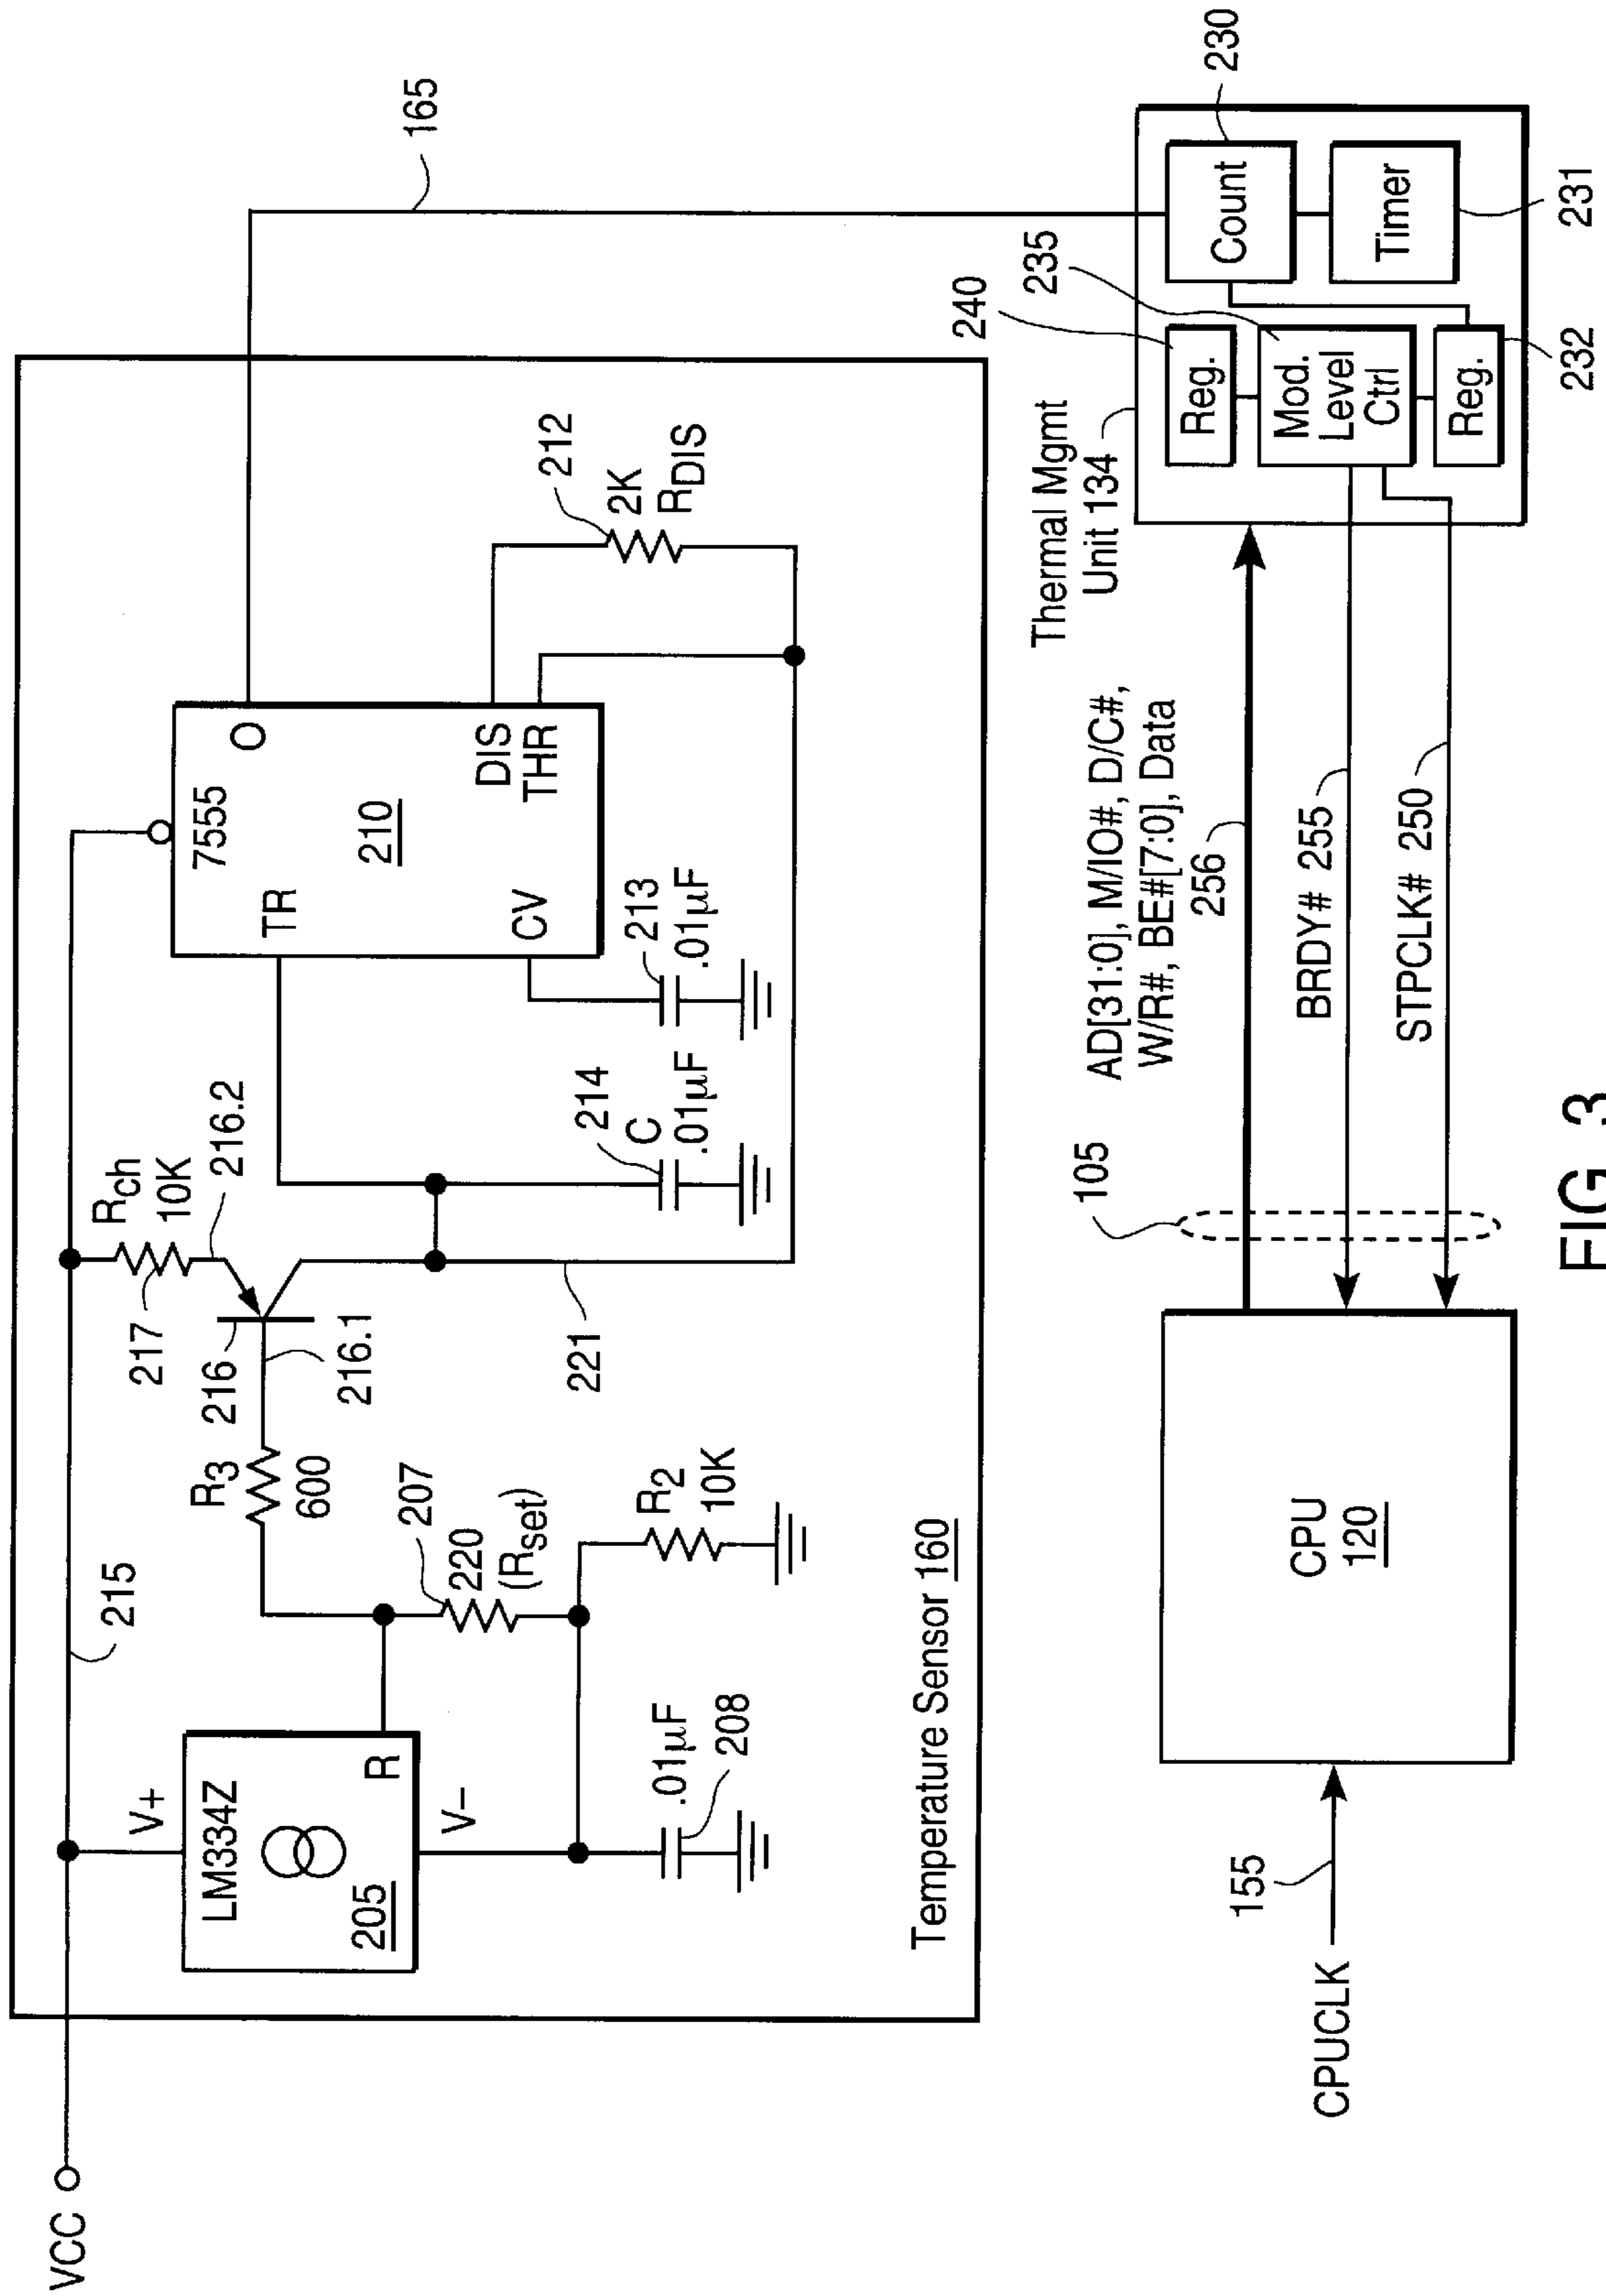 VCC
215
V+
LM334Z
205
R
V−
.01μF
208
R3
600
207
220
(Rset)
R2
10K
Rch
10K
217
216
216.1
216.2
221
214
C
.01μF
213
.01μF
7555
TR
O
210
CV
DIS
THR
212
2K
RDIS
165
Temperature Sensor 160
CPUCLK
155
CPU
120
105
AD[31:0], M/IO#, D/C#,
W/R#, BE#[7:0], Data
256
BRDY# 255
STPCLK# 250
Thermal Mgmt
Unit 134
240
235
Reg.
Mod.
Level
Ctrl
Reg.
232
Count
230
Timer
231
FIG. 3